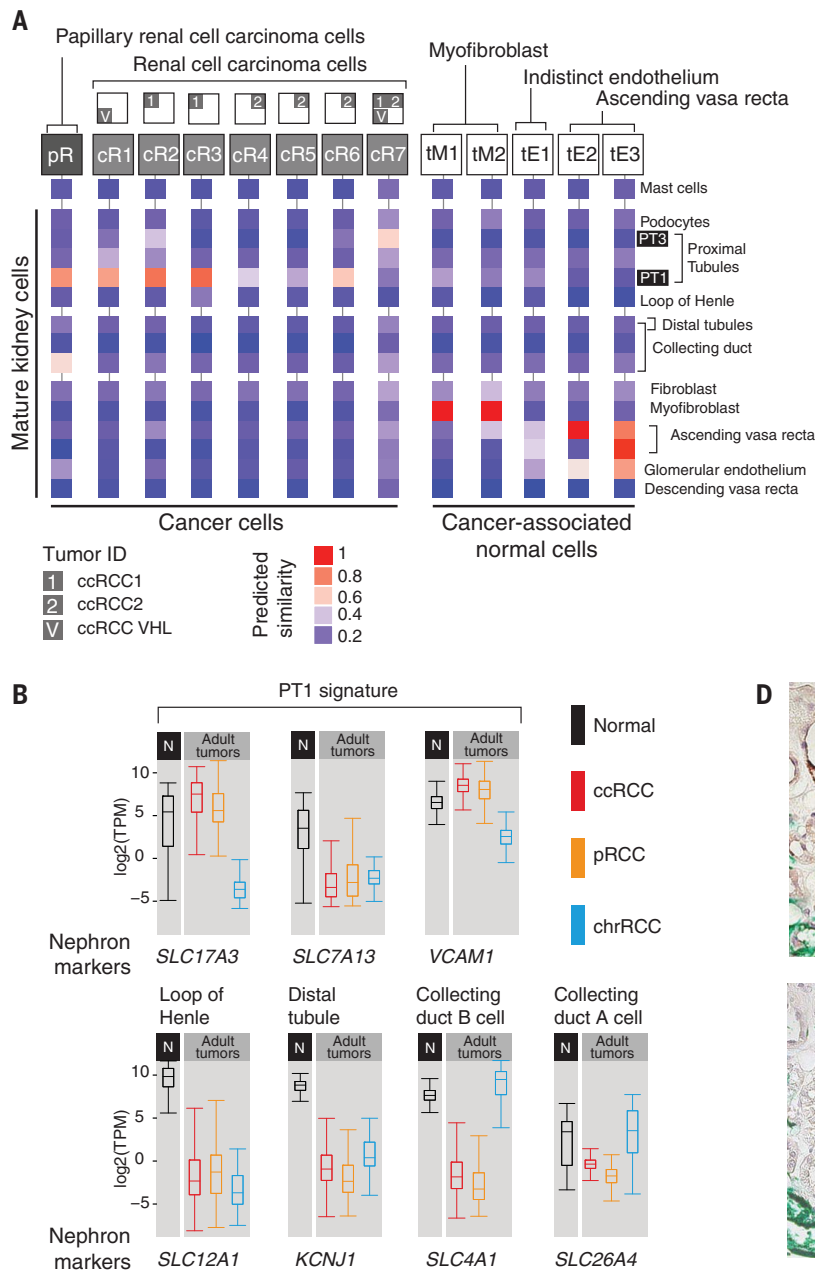 A
Papillary renal cell carcinoma cells
Renal cell carcinoma cells
Myofibroblast
Indistinct endothelium
Ascending vasa recta
V
1
1
2
2
2
1 2
V
pR cR1 cR2 cR3 cR4 cR5 cR6 cR7 tM1 tM2 tE1 tE2 tE3
Mast cells
Mature kidney cells
Podocytes
PT3
Proximal
Tubules
PT1
Loop of Henle
Distal tubules
Collecting duct
Fibroblast
Myofibroblast
Ascending vasa recta
Glomerular endothelium
Descending vasa recta
Cancer cells
Cancer-associated
normal cells
Tumor ID
1 ccRCC1
2 ccRCC2
V ccRCC VHL
Predicted
similarity
1
0.8
0.6
0.4
0.2
B
PT1 signature
D
N Adult
tumors
N Adult
tumors
N Adult
tumors
log2(TPM)
10
5
0
−5
Nephron
markers
SLC17A3 SLC7A13 VCAM1
Normal
ccRCC
pRCC
chrRCC
Loop of
Henle
Distal
tubule
Collecting
duct B cell
Collecting
duct A cell
N Adult
tumors
N Adult
tumors
N Adult
tumors
N Adult
tumors
log2(TPM)
10
5
0
−5
Nephron
markers
SLC12A1 KCNJ1 SLC4A1 SLC26A4